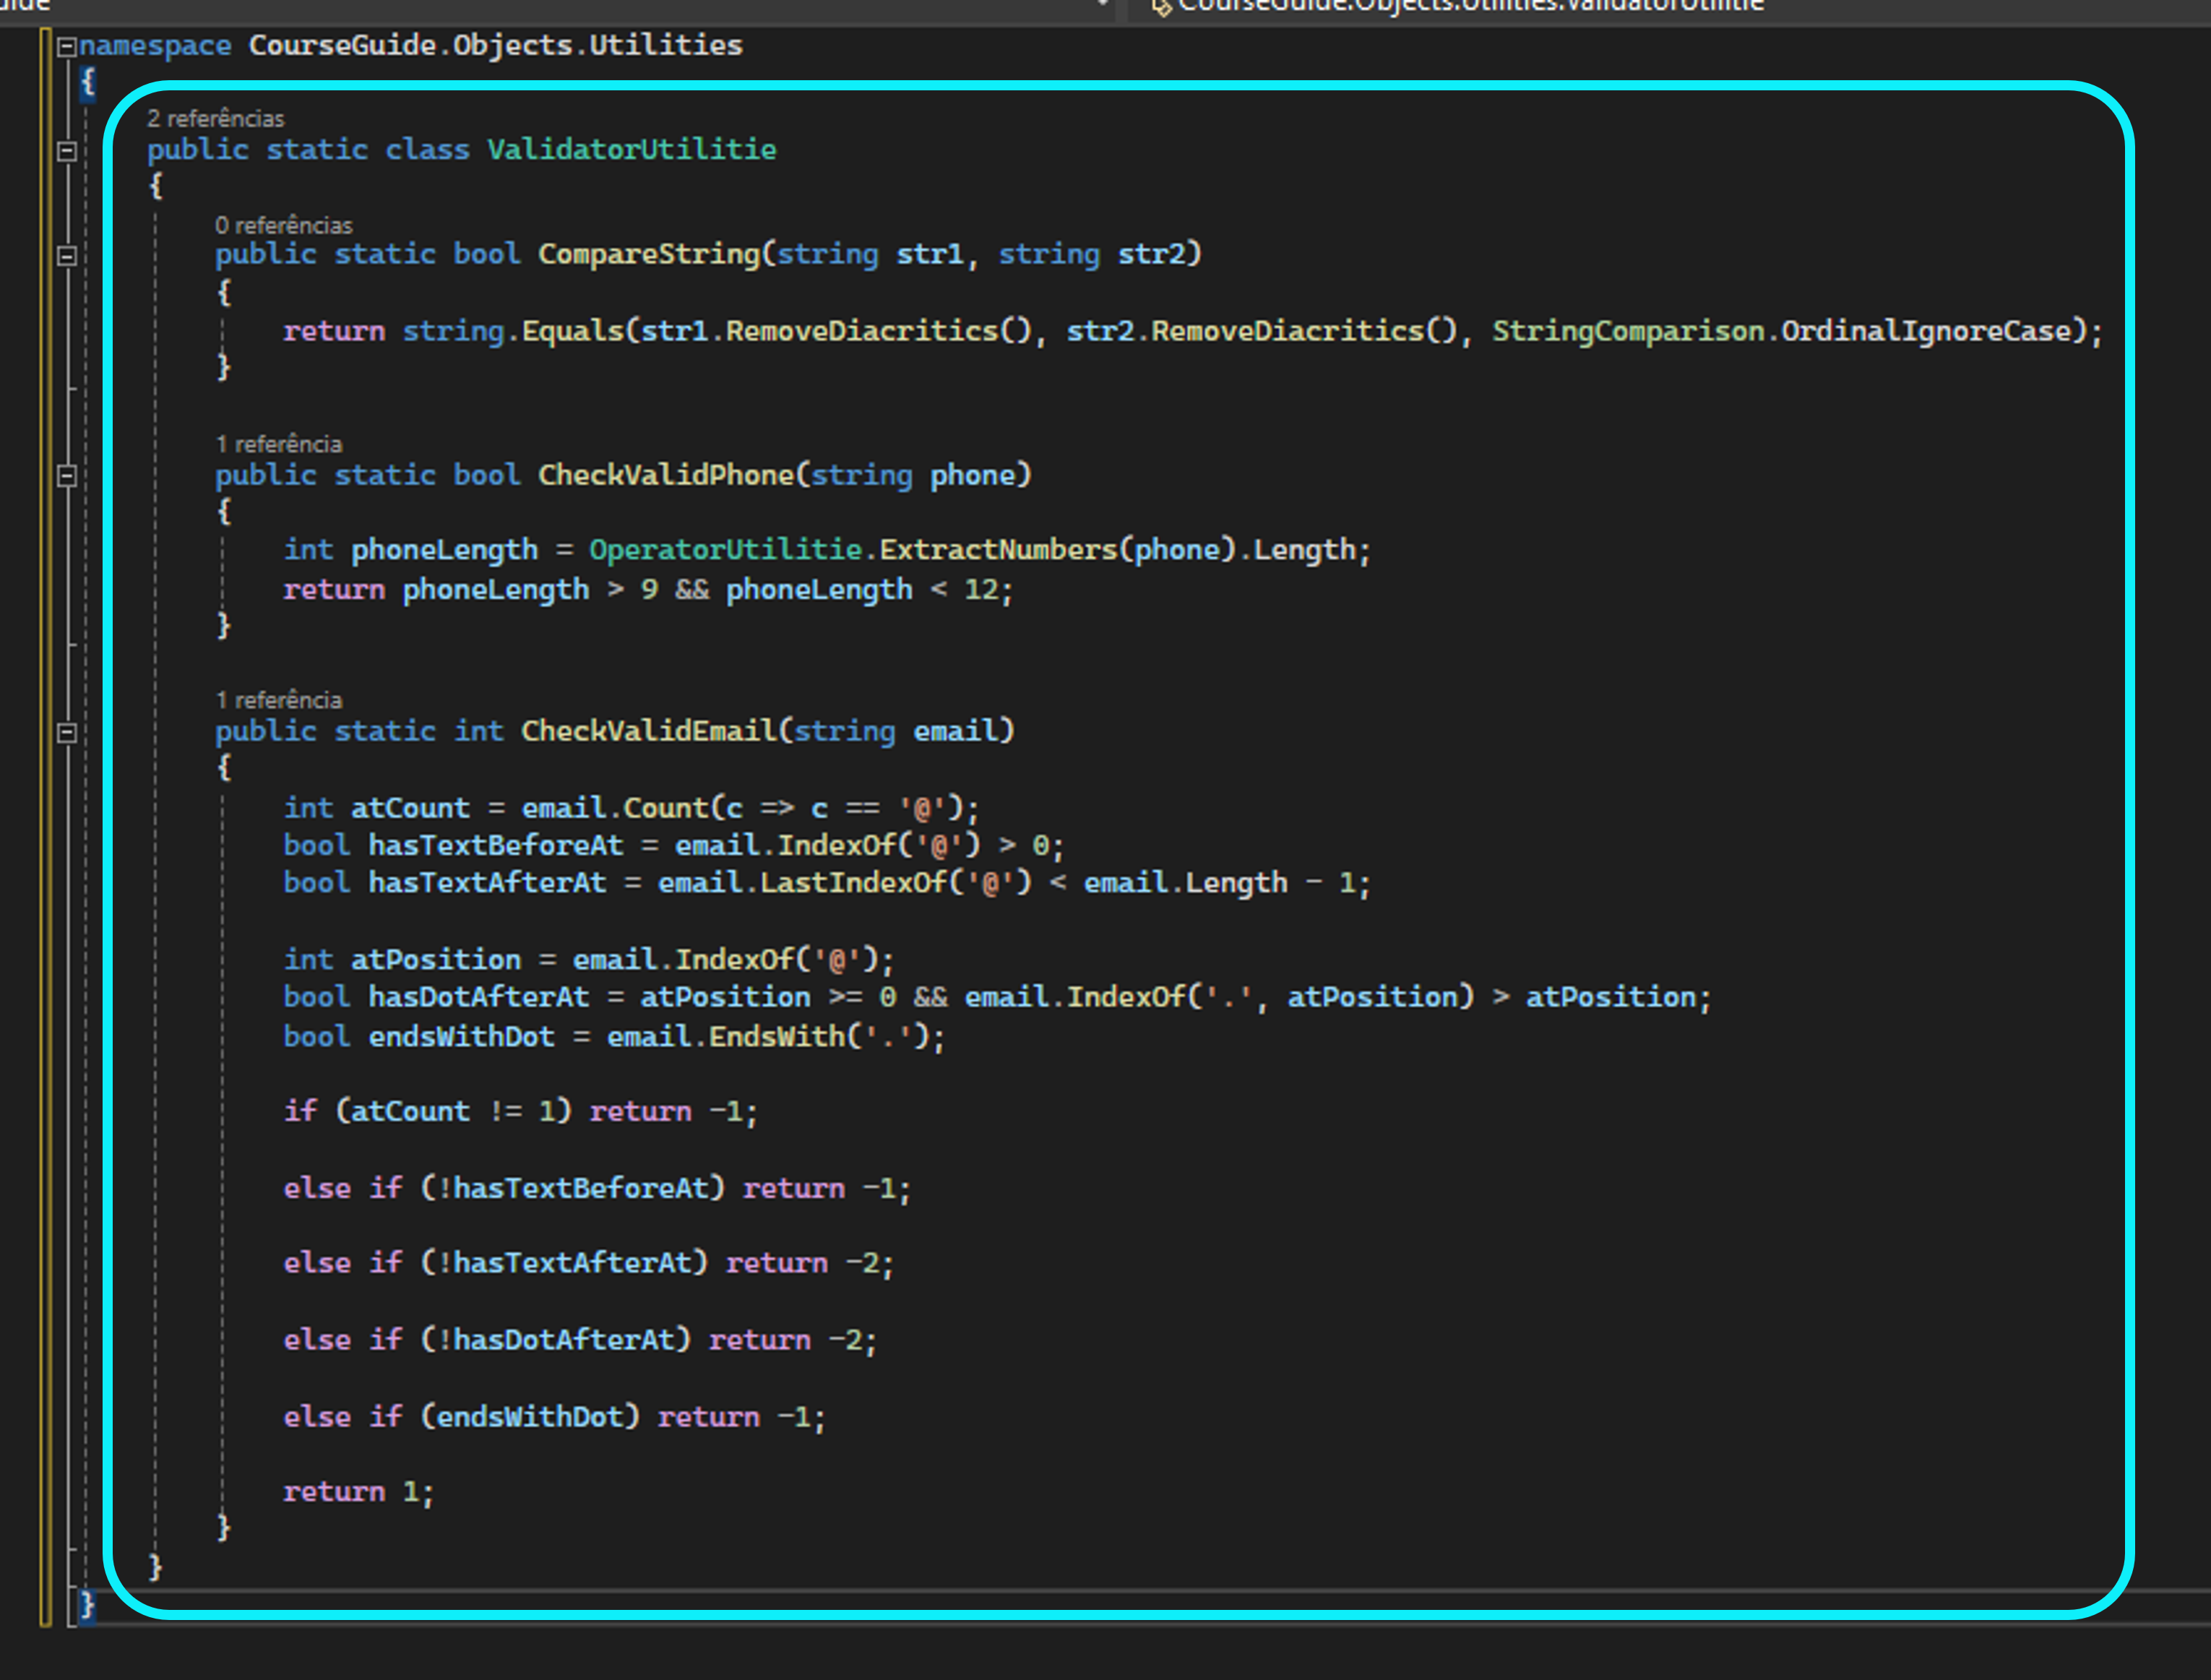 CourseGuide.Objects.Utilities.ValidatorUtilitie
namespace CourseGuide.Objects.Utilities
{
2 referências
public static class ValidatorUtilitie
{
0 referências
public static bool CompareString(string str1, string str2)
{
return string.Equals(str1.RemoveDiacritics(), str2.RemoveDiacritics(), StringComparison.OrdinalIgnoreCase);
}
1 referência
public static bool CheckValidPhone(string phone)
{
int phoneLength = OperatorUtilitie.ExtractNumbers(phone).Length;
return phoneLength > 9 && phoneLength < 12;
}
1 referência
public static int CheckValidEmail(string email)
{
int atCount = email.Count(c => c == '@');
bool hasTextBeforeAt = email.IndexOf('@') > 0;
bool hasTextAfterAt = email.LastIndexOf('@') < email.Length - 1;
int atPosition = email.IndexOf('@');
bool hasDotAfterAt = atPosition >= 0 && email.IndexOf('.', atPosition) > atPosition;
bool endsWithDot = email.EndsWith('.');
if (atCount != 1) return -1;
else if (!hasTextBeforeAt) return -1;
else if (!hasTextAfterAt) return -2;
else if (!hasDotAfterAt) return -2;
else if (endsWithDot) return -1;
return 1;
}
}
}